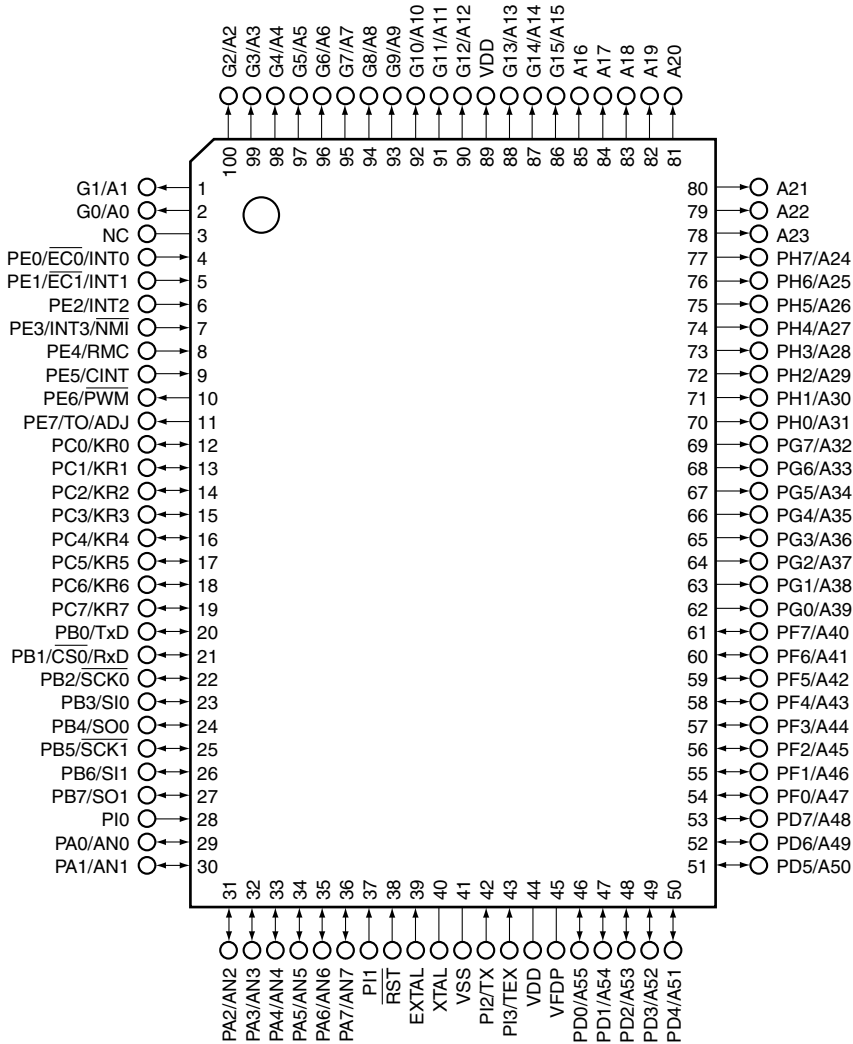 G2/A2
G3/A3
G4/A4
G5/A5
G6/A6
G7/A7
G8/A8
G9/A9
G10/A10
G11/A11
G12/A12
VDD
G13/A13
G14/A14
G15/A15
A16
A17
A18
A19
A20
100 99 98 97 96 95 94 93 92 91 90 89 88 87 86 85 84 83 82 81
G1/A1 1 80 A21
G0/A0 2 79 A22
NC 3 78 A23
PE0/E̅C̅0̅/INT0 4 77 PH7/A24
PE1/E̅C̅1̅/INT1 5 76 PH6/A25
PE2/INT2 6 75 PH5/A26
PE3/INT3/N̅M̅I̅ 7 74 PH4/A27
PE4/RMC 8 73 PH3/A28
PE5/CINT 9 72 PH2/A29
PE6/P̅W̅M̅ 10 71 PH1/A30
PE7/TO/ADJ 11 70 PH0/A31
PC0/KR0 12 69 PG7/A32
PC1/KR1 13 68 PG6/A33
PC2/KR2 14 67 PG5/A34
PC3/KR3 15 66 PG4/A35
PC4/KR4 16 65 PG3/A36
PC5/KR5 17 64 PG2/A37
PC6/KR6 18 63 PG1/A38
PC7/KR7 19 62 PG0/A39
PB0/TxD 20 61 PF7/A40
PB1/C̅S̅0̅/RxD 21 60 PF6/A41
PB2/S̅C̅K̅0̅ 22 59 PF5/A42
PB3/SI0 23 58 PF4/A43
PB4/SO0 24 57 PF3/A44
PB5/S̅C̅K̅1̅ 25 56 PF2/A45
PB6/SI1 26 55 PF1/A46
PB7/SO1 27 54 PF0/A47
PI0 28 53 PD7/A48
PA0/AN0 29 52 PD6/A49
PA1/AN1 30 51 PD5/A50
31 32 33 34 35 36 37 38 39 40 41 42 43 44 45 46 47 48 49 50
PA2/AN2
PA3/AN3
PA4/AN4
PA5/AN5
PA6/AN6
PA7/AN7
PI1
R̅S̅T̅
EXTAL
XTAL
VSS
PI2/TX
PI3/TEX
VDD
VFDP
PD0/A55
PD1/A54
PD2/A53
PD3/A52
PD4/A51